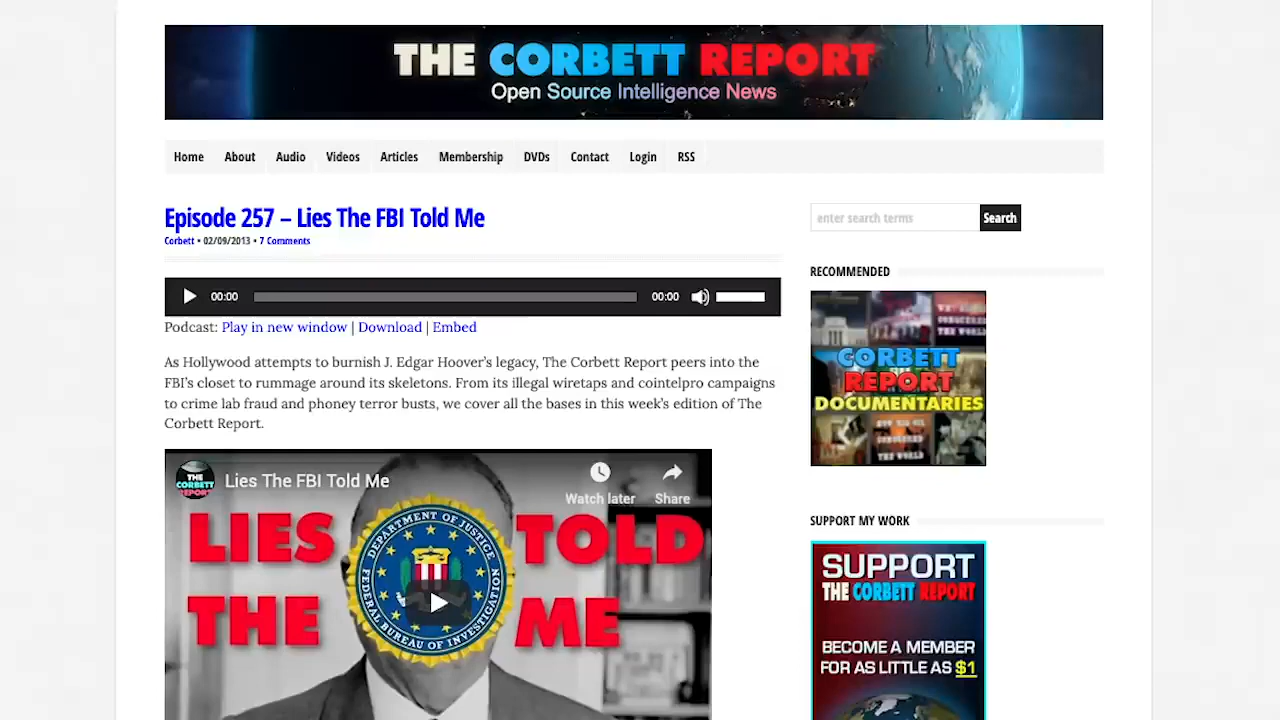 THE CORBETT REPORT
Open Source Intelligence News
Home About Audio Videos Articles Membership DVDs Contact Login RSS
Episode 257 – Lies The FBI Told Me
Corbett • 02/09/2013 • 7 Comments
00:00 00:00
Podcast: Play in new window | Download | Embed
As Hollywood attempts to burnish J. Edgar Hoover's legacy, The Corbett Report peers into the
FBI's closet to rummage around its skeletons. From its illegal wiretaps and cointelpro campaigns
to crime lab fraud and phoney terror busts, we cover all the bases in this week's edition of The
Corbett Report.
THE
CORBETT
REPORT
Lies The FBI Told Me
Watch later Share
LIES TOLD
THE ME
DEPARTMENT OF JUSTICE
FEDERAL BUREAU OF INVESTIGATION
enter search terms Search
RECOMMENDED
CORBETT
REPORT
DOCUMENTARIES
SUPPORT MY WORK
SUPPORT
THE CORBETT REPORT
BECOME A MEMBER
FOR AS LITTLE AS $1